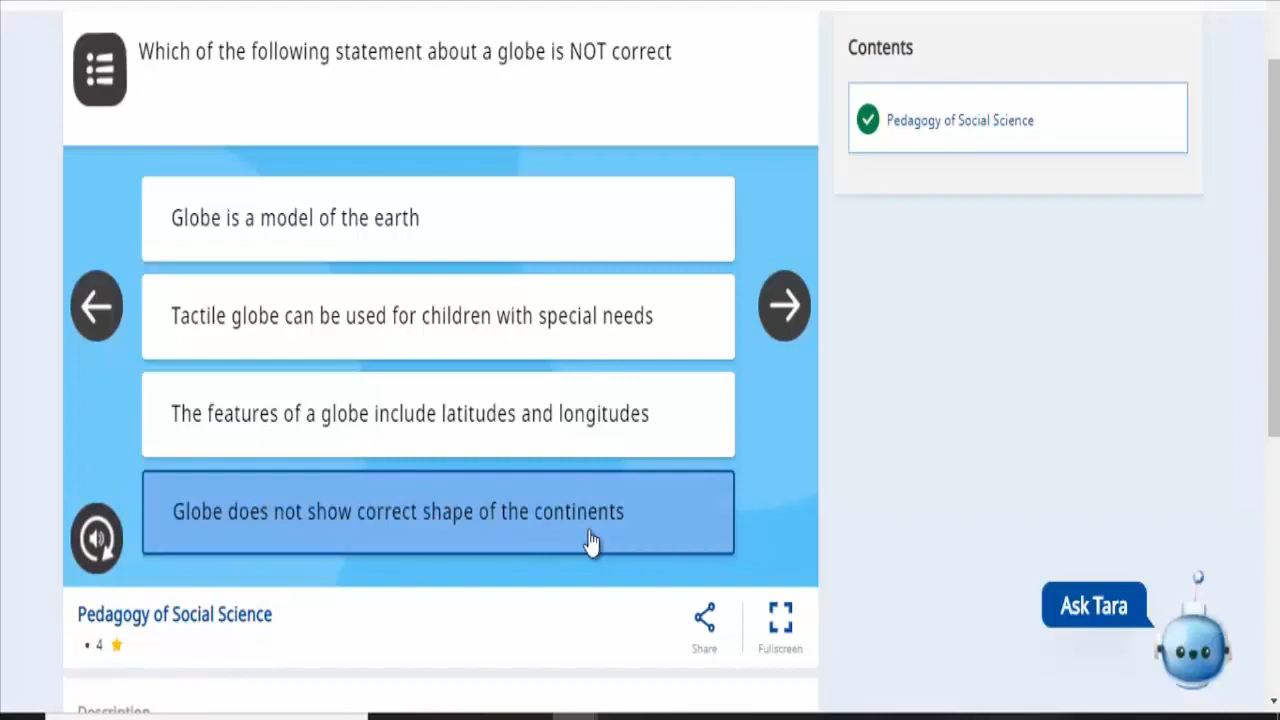 Which of the following statement about a globe is NOT correct
Contents
Pedagogy of Social Science
Globe is a model of the earth
Tactile globe can be used for children with special needs
The features of a globe include latitudes and longitudes
Globe does not show correct shape of the continents
Pedagogy of Social Science
• 4
Share
Fullscreen
Ask Tara
Description